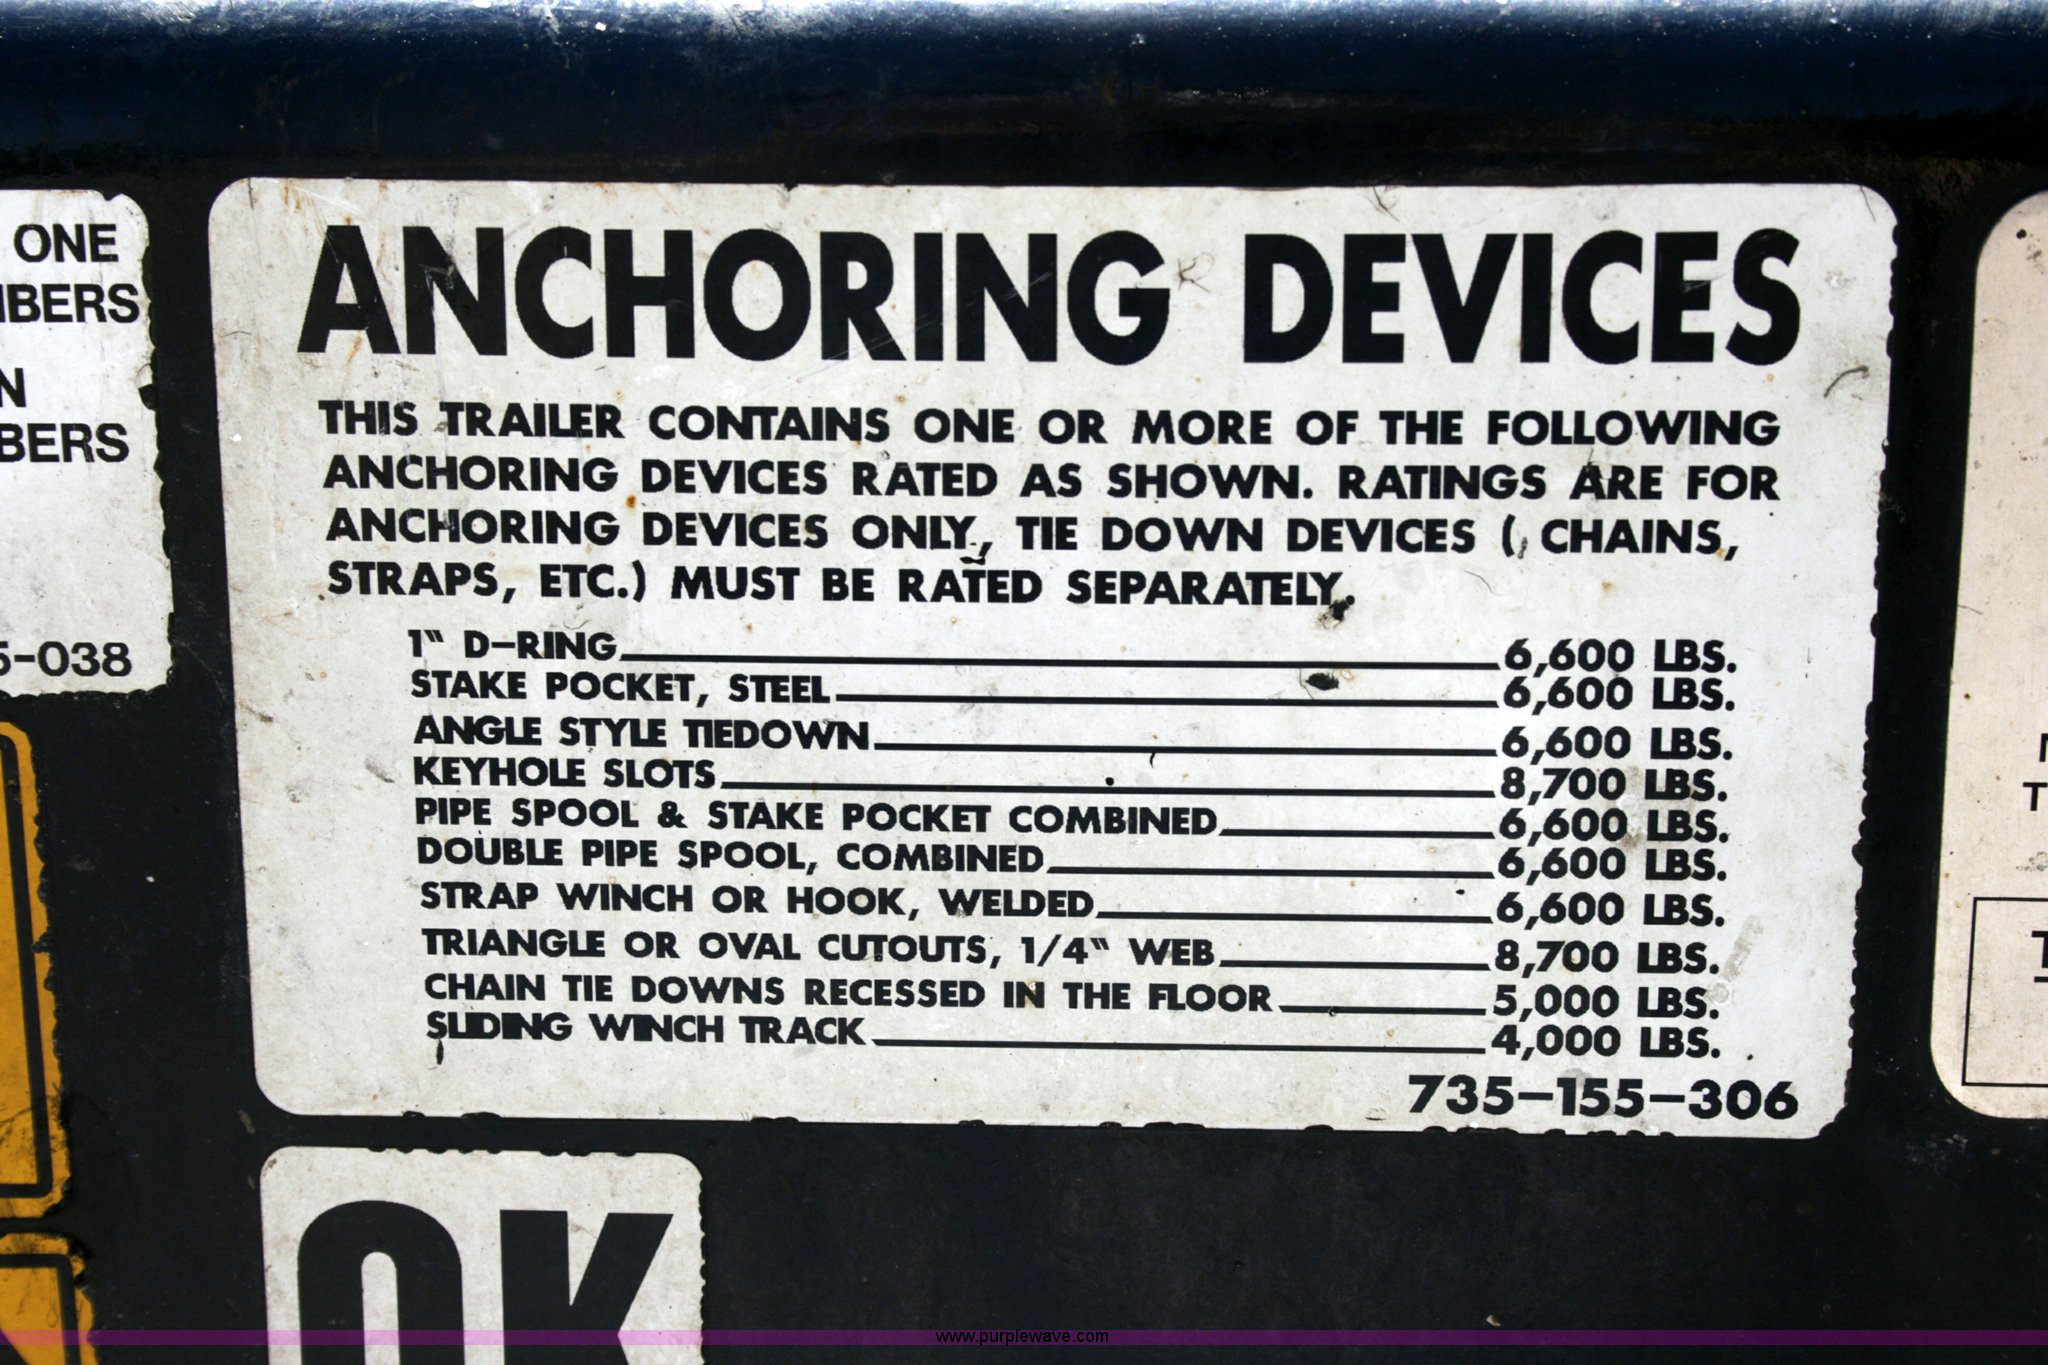 ONE
MBERS
N
BERS
5-038
ANCHORING DEVICES
THIS TRAILER CONTAINS ONE OR MORE OF THE FOLLOWING
ANCHORING DEVICES RATED AS SHOWN. RATINGS ARE FOR
ANCHORING DEVICES ONLY, TIE DOWN DEVICES (, CHAINS,
STRAPS, ETC.) MUST BE RATED SEPARATELY.
1" D-RING 6,600 LBS.
STAKE POCKET, STEEL 6,600 LBS.
ANGLE STYLE TIEDOWN 6,600 LBS.
KEYHOLE SLOTS 8,700 LBS.
PIPE SPOOL & STAKE POCKET COMBINED 6,600 LBS.
DOUBLE PIPE SPOOL, COMBINED 6,600 LBS.
STRAP WINCH OR HOOK, WELDED 6,600 LBS.
TRIANGLE OR OVAL CUTOUTS, 1/4" WEB 8,700 LBS.
CHAIN TIE DOWNS RECESSED IN THE FLOOR 5,000 LBS.
SLIDING WINCH TRACK 4,000 LBS.
735-155-306
OK
www.purplewave.com